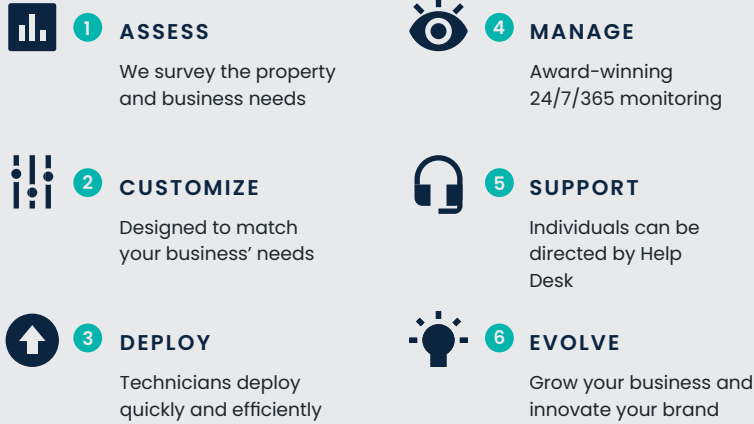 1 ASSESS
We survey the property
and business needs
2 CUSTOMIZE
Designed to match
your business’ needs
3 DEPLOY
Technicians deploy
quickly and efficiently
4 MANAGE
Award-winning
24/7/365 monitoring
5 SUPPORT
Individuals can be
directed by Help
Desk
6 EVOLVE
Grow your business and
innovate your brand